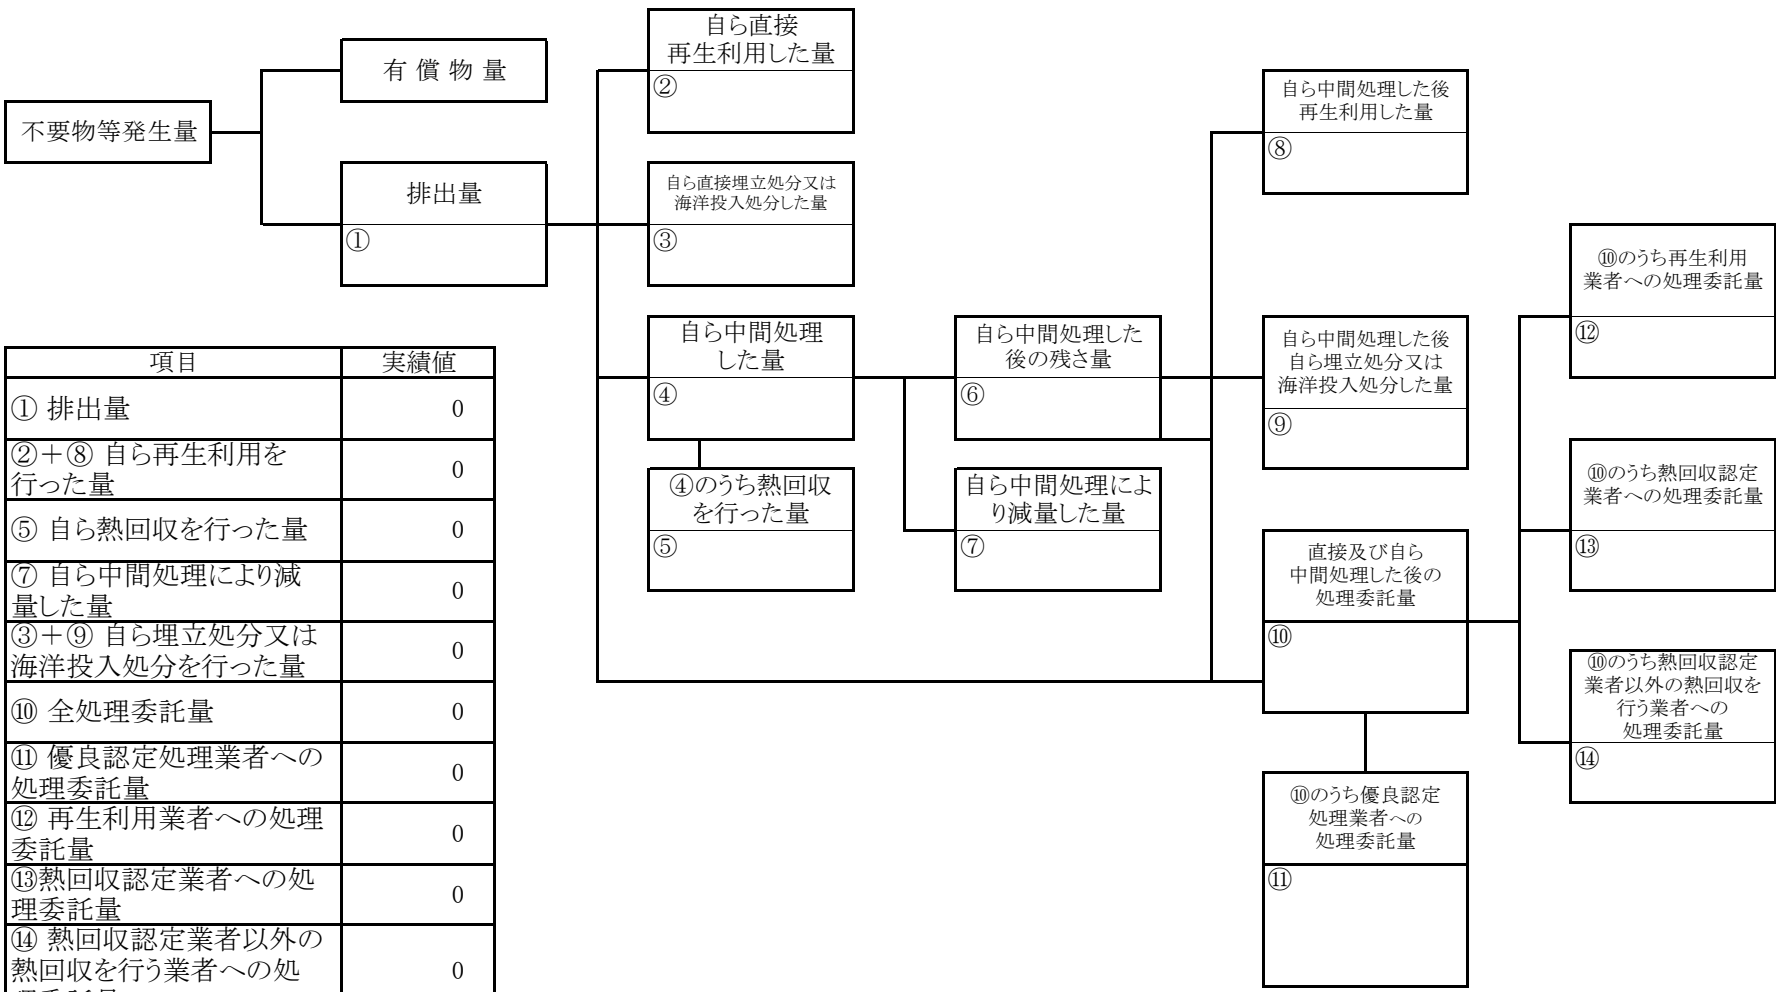 不要物等発生量
有 償 物 量
排出量
①
自ら直接
再生利用した量
②
自ら直接埋立処分又は
海洋投入処分した量
③
自ら中間処理
した量
④
④のうち熱回収
を行った量
⑤
自ら中間処理した
後の残さ量
⑥
自ら中間処理によ
り減量した量
⑦
自ら中間処理した後
再生利用した量
⑧
自ら中間処理した後
自ら埋立処分又は
海洋投入処分した量
⑨
直接及び自ら
中間処理した後の
処理委託量
⑩
⑩のうち優良認定
処理業者への
処理委託量
⑪
⑩のうち再生利用
業者への処理委託量
⑫
⑩のうち熱回収認定
業者への処理委託量
⑬
⑩のうち熱回収認定
業者以外の熱回収を
行う業者への
処理委託量
⑭
項目 実績値
① 排出量 0
②＋⑧ 自ら再生利用を
行った量 0
⑤ 自ら熱回収を行った量 0
⑦ 自ら中間処理により減
量した量 0
③＋⑨ 自ら埋立処分又は
海洋投入処分を行った量 0
⑩ 全処理委託量 0
⑪ 優良認定処理業者への
処理委託量 0
⑫ 再生利用業者への処理
委託量 0
⑬熱回収認定業者への処
理委託量 0
⑭ 熱回収認定業者以外の
熱回収を行う業者への処 0